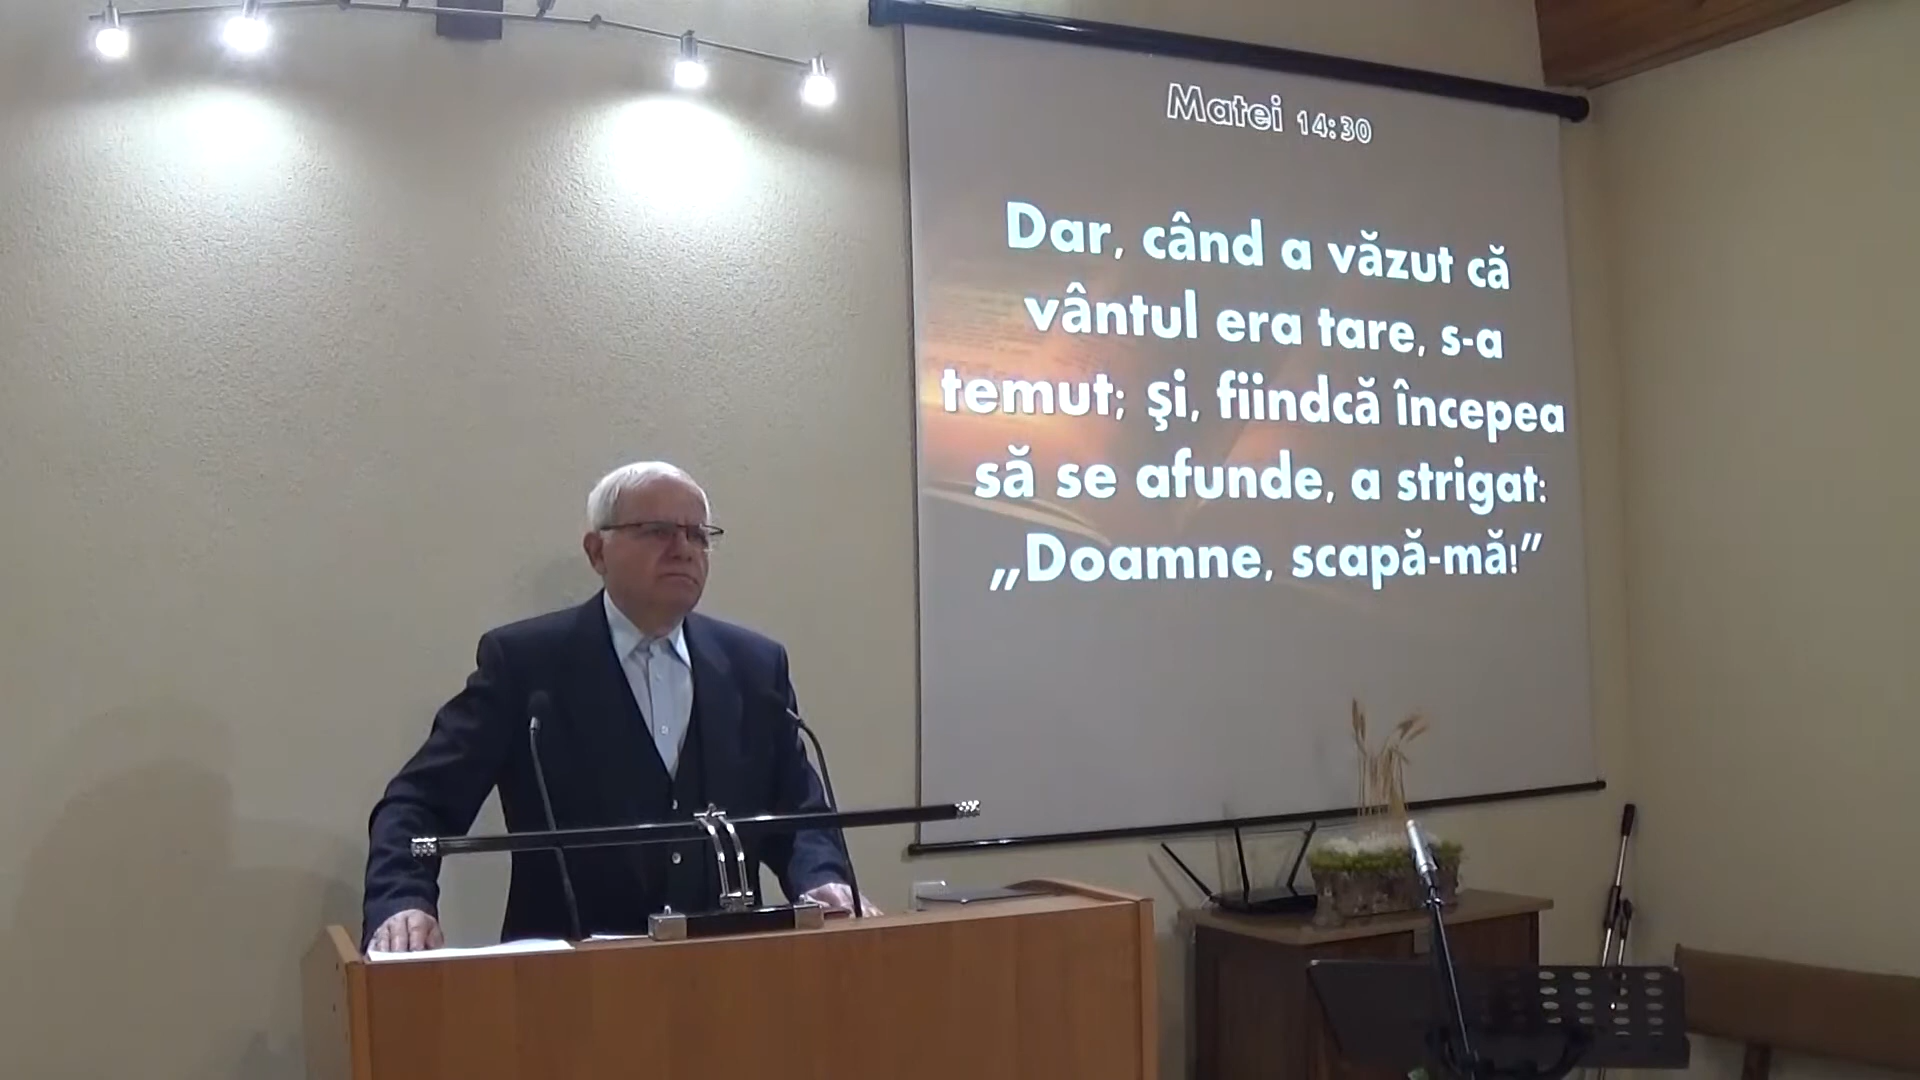 Matei 14:30
Dar, când a văzut că
vântul era tare, s-a
temut; şi, fiindcă începea
să se afunde, a strigat:
„Doamne, scapă-mă!”